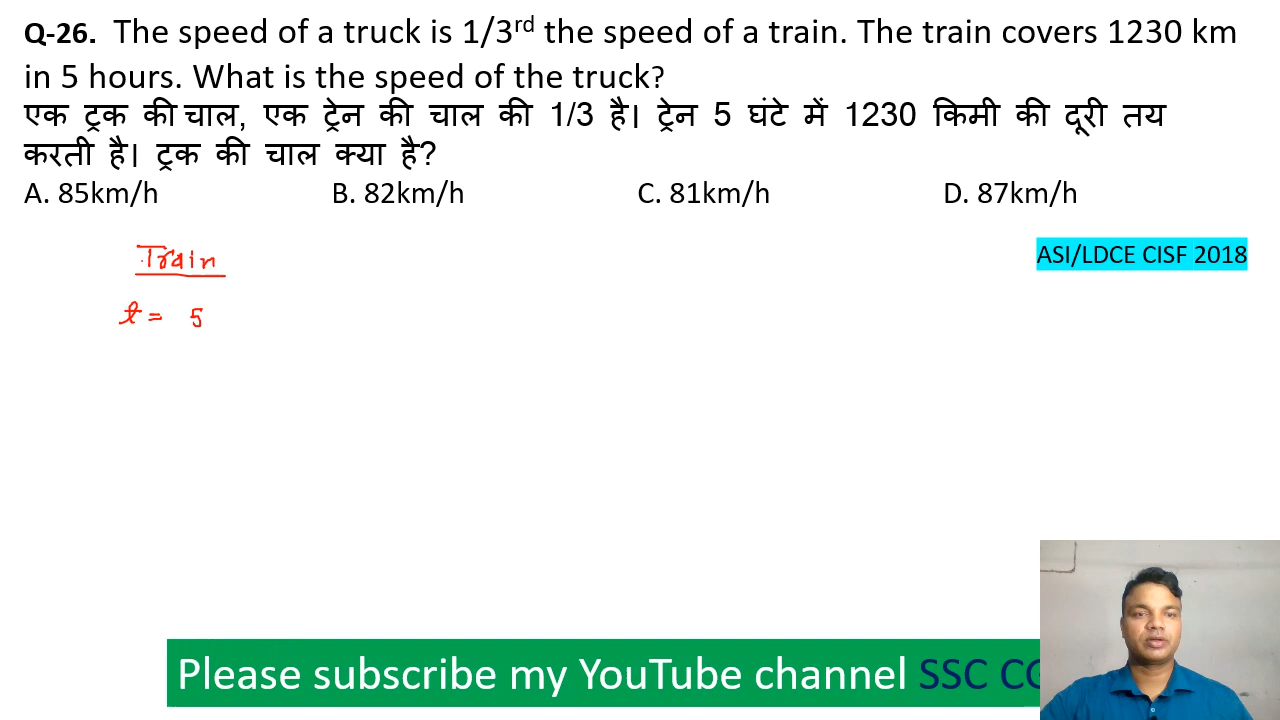 Q-26. The speed of a truck is 1/3rd the speed of a train. The train covers 1230 km
in 5 hours. What is the speed of the truck?
एक ट्रक की चाल, एक ट्रेन की चाल की 1/3 है। ट्रेन 5 घंटे में 1230 किमी की दूरी तय
करती है। ट्रक की चाल क्या है?
A. 85km/h B. 82km/h C. 81km/h D. 87km/h
Train
ASI/LDCE CISF 2018
t = 5
Please subscribe my YouTube channel SSC